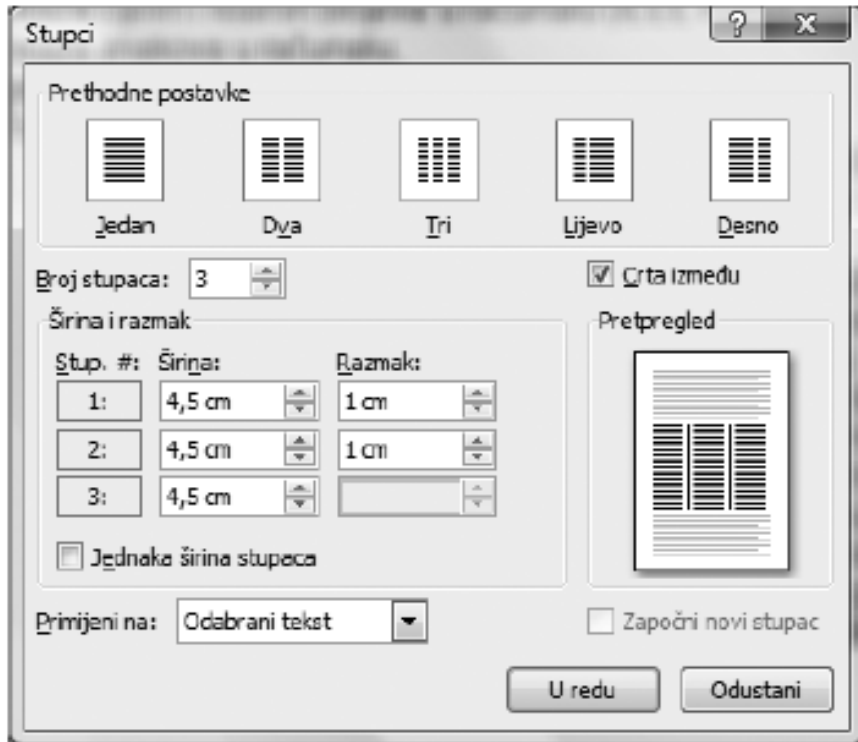 Stupci
Prethodne postavke
Jedan Dva Tri Lijevo Desno
Broj stupaca: 3
Crta između
Širina i razmak
Pretpregled
Stup. #: Širina: Razmak:
1: 4,5 cm 1 cm
2: 4,5 cm 1 cm
3: 4,5 cm
Jednaka širina stupaca
Primijeni na: Odabrani tekst
Započni novi stupac
U redu Odustani